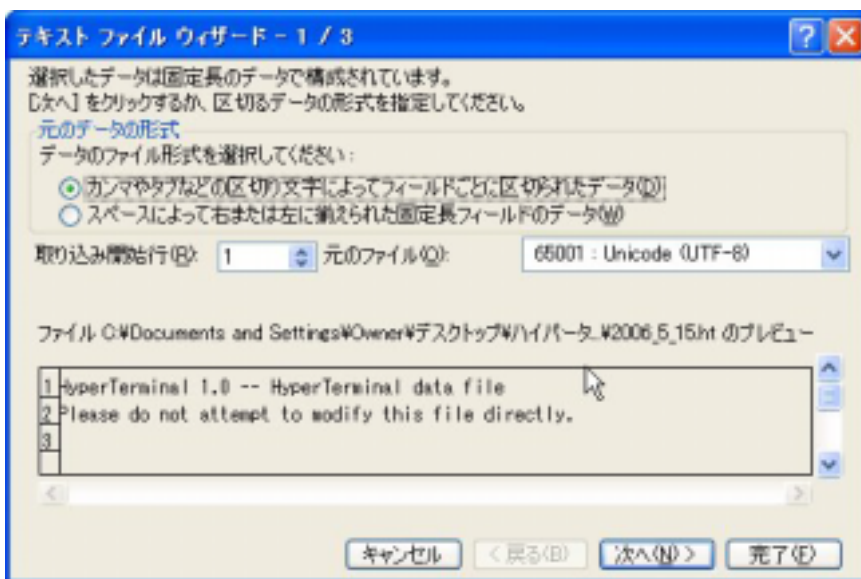 テキスト ファイル ウィザード - 1 / 3
選択したデータは固定長のデータで構成されています。
[次へ] をクリックするか、区切るデータの形式を指定してください。
元のデータの形式
データのファイル形式を選択してください:
カンマやタブなどの区切り文字によってフィールドごとに区切られたデータ(D)
スペースによって右または左に揃えられた固定長フィールドのデータ(W)
取り込み開始行(R): 1 元のファイル(O): 65001 : Unicode (UTF-8)
ファイル C:¥Documents and Settings¥Owner¥デスクトップ¥ハイパータ...¥2006_5_15.ht のプレビュー
1 HyperTerminal 1.0 -- HyperTerminal data file
2 Please do not attempt to modify this file directly.
3
キャンセル < 戻る(B) 次へ(N) > 完了(F)